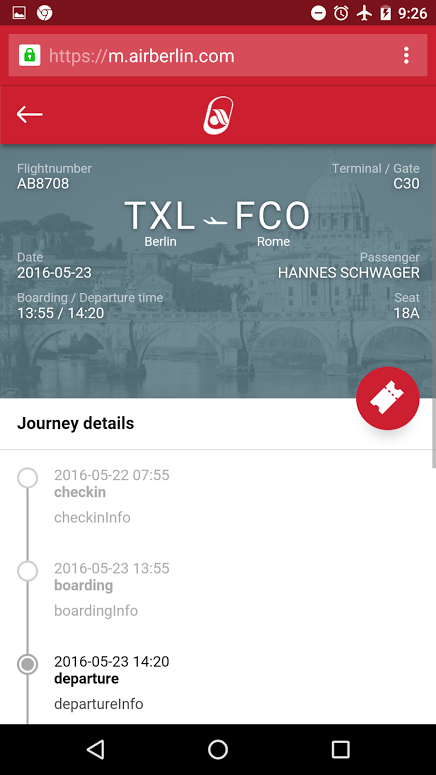 9:26
https://m.airberlin.com
Flightnumber
Terminal / Gate
AB8708
C30
TXL FCO
Berlin
Rome
Date
Passenger
2016-05-23
HANNES SCHWAGER
Boarding / Departure time
Seat
13:55 / 14:20
18A
Journey details
2016-05-22 07:55
checkin
checkinInfo
2016-05-23 13:55
boarding
boardingInfo
2016-05-23 14:20
departure
departureInfo